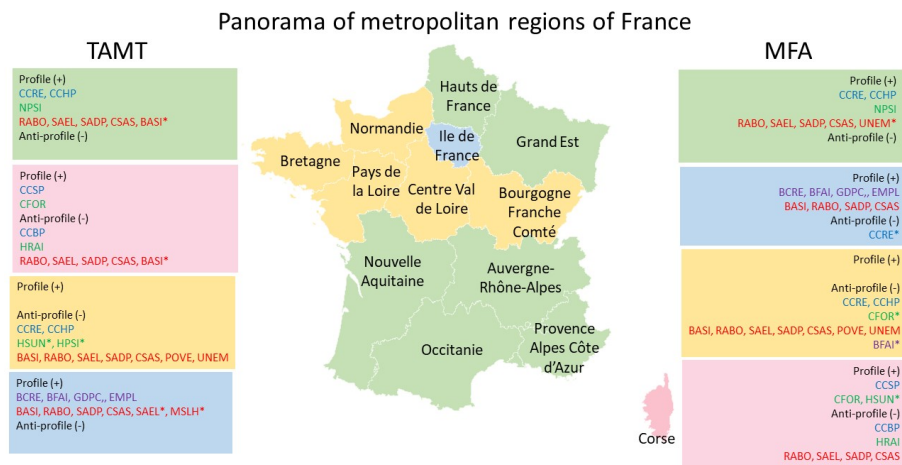 Panorama of metropolitan regions of France
TAMT
Profile (+)
CCRE, CCHP
NPSI
RABO, SAEL, SADP, CSAS, BASI*
Anti-profile (-)
Profile (+)
CCSP
CFOR
Anti-profile (-)
CCBP
HRAI
RABO, SAEL, SADP, CSAS, BASI*
Profile (+)
Anti-profile (-)
CCRE, CCHP
HSUN*, HPSI*
BASI, RABO, SAEL, SADP, CSAS, POVE, UNEM
Profile (+)
BCRE, BFAI, GDPC,, EMPL
BASI, RABO, SADP, CSAS, SAEL*, MSLH*
Anti-profile (-)
Hauts de
France
Normandie
Ile de
France
Grand Est
Bretagne
Pays de
la Loire
Centre Val
de Loire
Bourgogne
Franche
Comté
Nouvelle
Aquitaine
Auvergne-
Rhône-Alpes
Occitanie
Provence
Alpes Côte
d'Azur
Corse
MFA
Profile (+)
CCRE, CCHP
NPSI
RABO, SAEL, SADP, CSAS, UNEM*
Anti-profile (-)
Profile (+)
BCRE, BFAI, GDPC,, EMPL
BASI, RABO, SADP, CSAS
Anti-profile (-)
CCRE*
Profile (+)
Anti-profile (-)
CCRE, CCHP
CFOR*
BASI, RABO, SAEL, SADP, CSAS, POVE, UNEM
BFAI*
Profile (+)
CCSP
CFOR, HSUN*
Anti-profile (-)
CCBP
HRAI
RABO, SAEL, SADP, CSAS